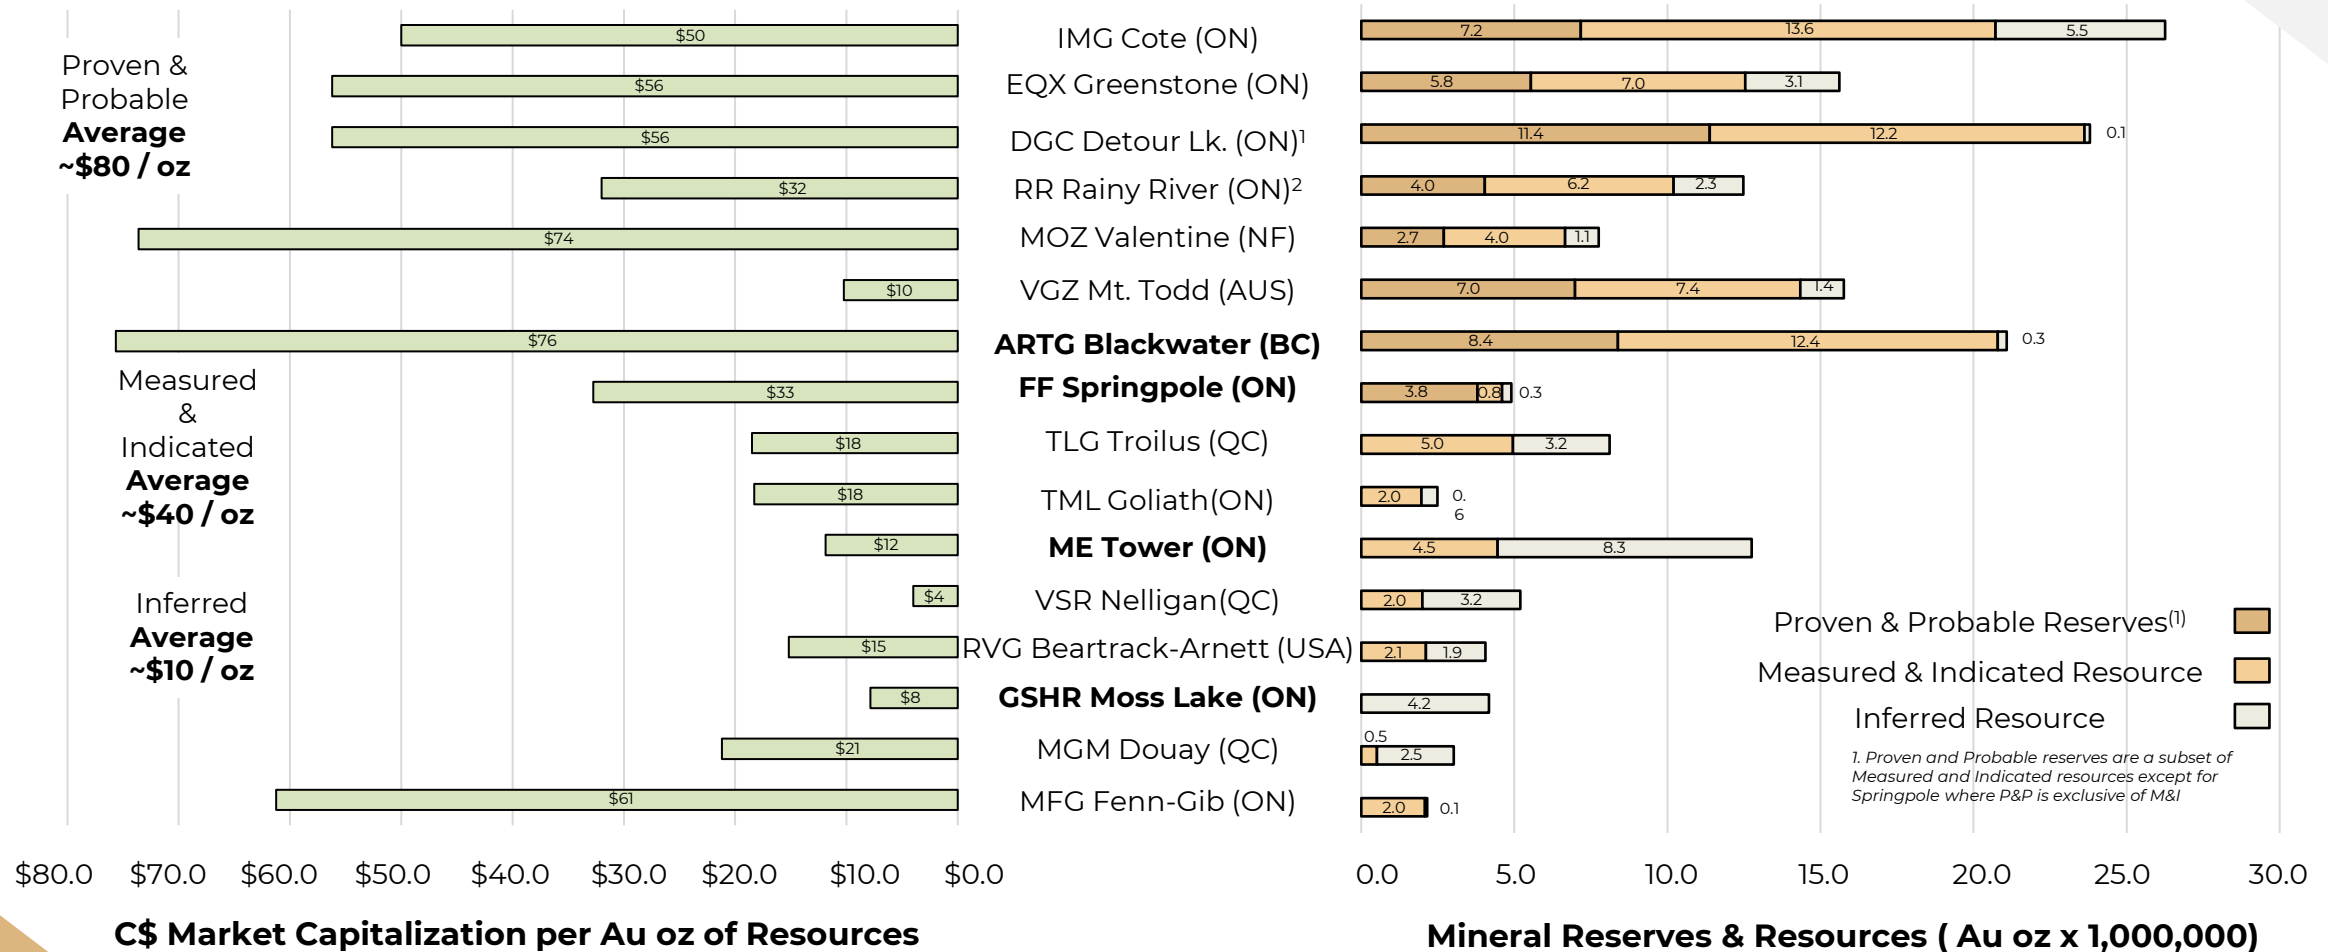 Proven &
Probable
Average
~$80 / oz
Measured
&
Indicated
Average
~$40 / oz
Inferred
Average
~$10 / oz
$50 IMG Cote (ON) 7.2 13.6 5.5
$56 EQX Greenstone (ON) 5.8 7.0 3.1
$56 DGC Detour Lk. (ON)¹ 11.4 12.2 0.1
$32 RR Rainy River (ON)² 4.0 6.2 2.3
$74 MOZ Valentine (NF) 2.7 4.0 1.1
$10 VGZ Mt. Todd (AUS) 7.0 7.4 1.4
$76 ARTG Blackwater (BC) 8.4 12.4 0.3
$33 FF Springpole (ON) 3.8 0.8 0.3
$18 TLG Troilus (QC) 5.0 3.2
$18 TML Goliath(ON) 2.0 0.
6
$12 ME Tower (ON) 4.5 8.3
$4 VSR Nelligan(QC) 2.0 3.2
$15 RVG Beartrack-Arnett (USA) 2.1 1.9
$8 GSHR Moss Lake (ON) 4.2
$21 MGM Douay (QC) 0.5 2.5
$61 MFG Fenn-Gib (ON) 2.0 0.1
Proven & Probable Reserves⁽¹⁾
Measured & Indicated Resource
Inferred Resource
1. Proven and Probable reserves are a subset of
Measured and Indicated resources except for
Springpole where P&P is exclusive of M&I
$80.0 $70.0 $60.0 $50.0 $40.0 $30.0 $20.0 $10.0 $0.0
0.0 5.0 10.0 15.0 20.0 25.0 30.0
C$ Market Capitalization per Au oz of Resources
Mineral Reserves & Resources ( Au oz x 1,000,000)